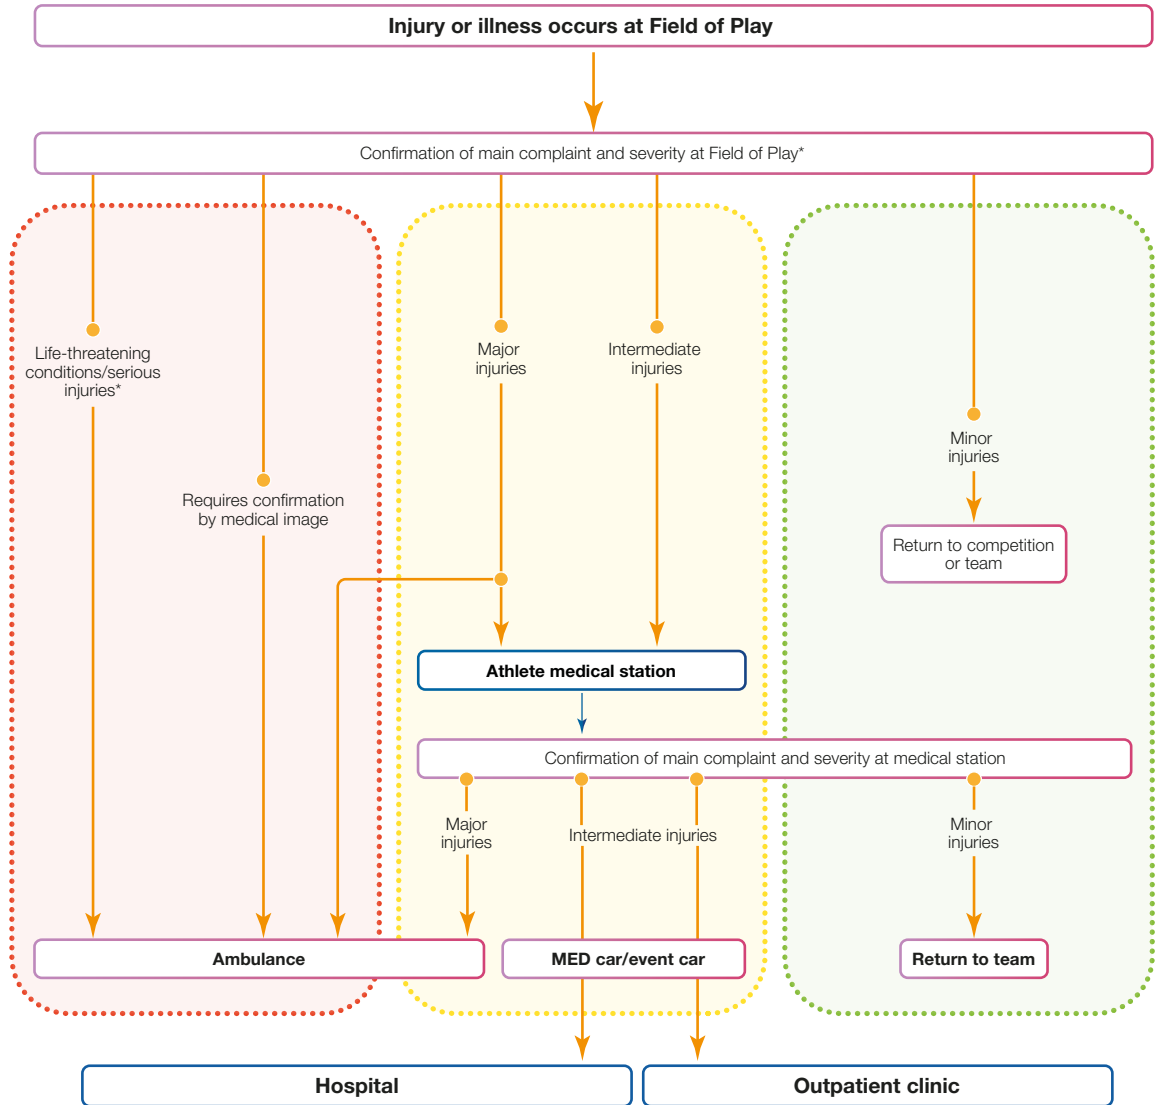 Injury or illness occurs at Field of Play
Confirmation of main complaint and severity at Field of Play*
Life-threatening
conditions/serious
injuries*
Major
injuries
Intermediate
injuries
Minor
injuries
Requires confirmation
by medical image
Return to competition
or team
Athlete medical station
Confirmation of main complaint and severity at medical station
Major
injuries
Intermediate injuries
Minor
injuries
Ambulance
MED car/event car
Return to team
Hospital
Outpatient clinic